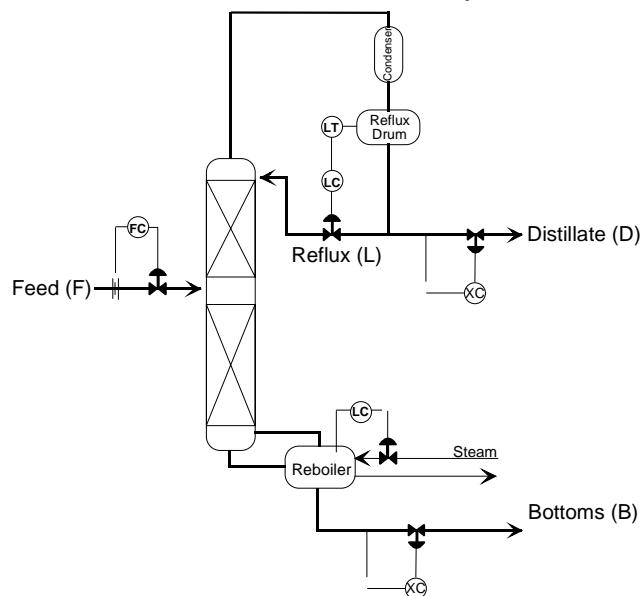 Condenser
LT
Reflux
Drum
LC
FC
Distillate (D)
Reflux (L)
Feed (F)
XC
LC
Steam
Reboiler
Bottoms (B)
XC